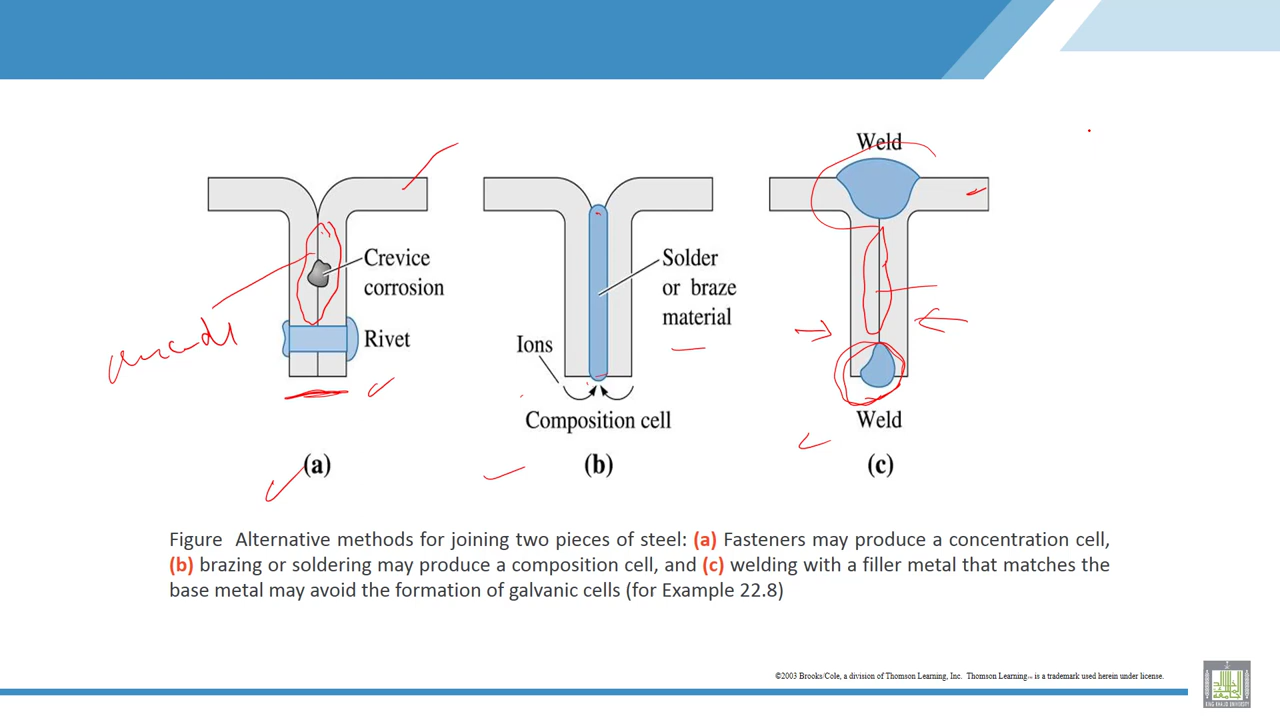 Weld
Crevice
corrosion
Rivet
(a)
Solder
or braze
material
Ions
Composition cell
(b)
Weld
(c)
Figure Alternative methods for joining two pieces of steel: (a) Fasteners may produce a concentration cell,
(b) brazing or soldering may produce a composition cell, and (c) welding with a filler metal that matches the
base metal may avoid the formation of galvanic cells (for Example 22.8)
©2003 Brooks/Cole, a division of Thomson Learning, Inc. Thomson Learning™ is a trademark used herein under license.